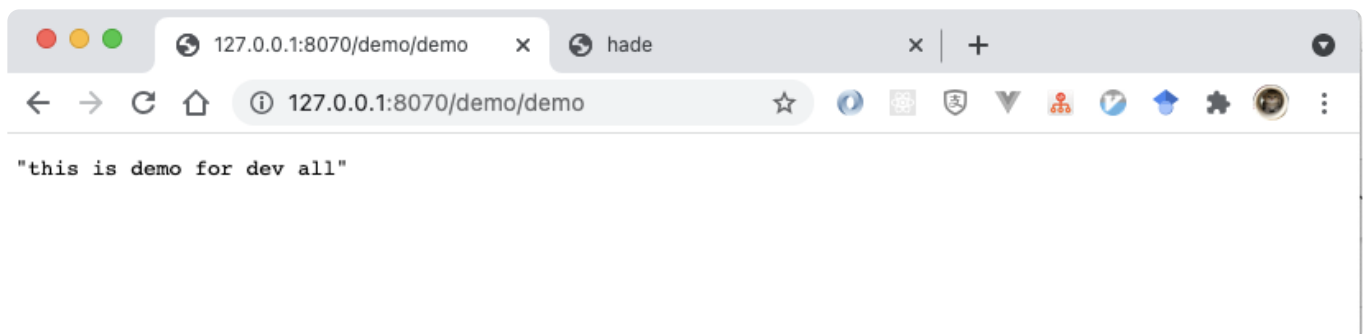 127.0.0.1:8070/demo/demo
hade
127.0.0.1:8070/demo/demo
支
"this is demo for dev all"